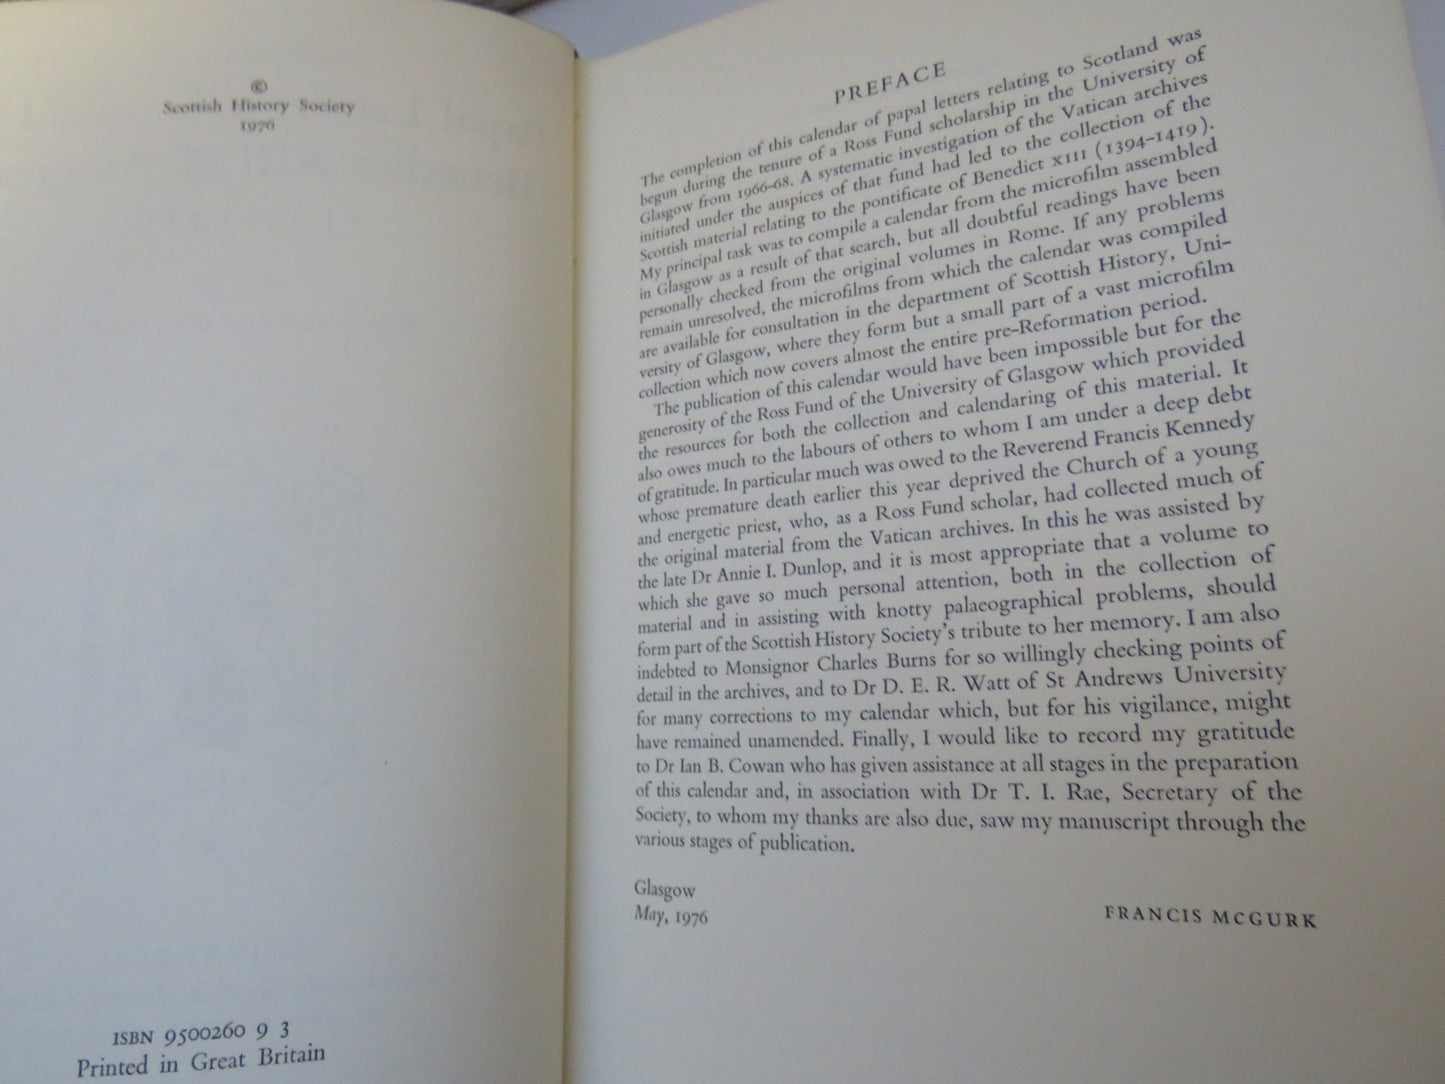 ©
Scottish History Society
1976
ISBN 9500260 9 3
Printed in Great Britain
PREFACE
The completion of this calendar of papal letters relating to Scotland was
begun during the tenure of a Ross Fund scholarship in the University of
Glasgow from 1966-68. A systematic investigation of the Vatican archives
initiated under the auspices of that fund had led to the collection of the
Scottish material relating to the pontificate of Benedict XIII (1394-1419).
My principal task was to compile a calendar from the microfilm assembled
in Glasgow as a result of that search, but all doubtful readings have been
personally checked from the original volumes in Rome. If any problems
remain unresolved, the microfilms from which the calendar was compiled
are available for consultation in the department of Scottish History, Uni-
versity of Glasgow, where they form but a small part of a vast microfilm
collection which now covers almost the entire pre-Reformation period.
The publication of this calendar would have been impossible but for the
generosity of the Ross Fund of the University of Glasgow which provided
the resources for both the collection and calendaring of this material. It
also owes much to the labours of others to whom I am under a deep debt
of gratitude. In particular much was owed to the Reverend Francis Kennedy
whose premature death earlier this year deprived the Church of a young
and energetic priest, who, as a Ross Fund scholar, had collected much of
the original material from the Vatican archives. In this he was assisted by
the late Dr Annie I. Dunlop, and it is most appropriate that a volume to
which she gave so much personal attention, both in the collection of
material and in assisting with knotty palaeographical problems, should
form part of the Scottish History Society's tribute to her memory. I am also
indebted to Monsignor Charles Burns for so willingly checking points of
detail in the archives, and to Dr D. E. R. Watt of St Andrews University
for many corrections to my calendar which, but for his vigilance, might
have remained unamended. Finally, I would like to record my gratitude
to Dr Ian B. Cowan who has given assistance at all stages in the preparation
of this calendar and, in association with Dr T. I. Rae, Secretary of the
Society, to whom my thanks are also due, saw my manuscript through the
various stages of publication.
Glasgow
May, 1976
FRANCIS MCGURK